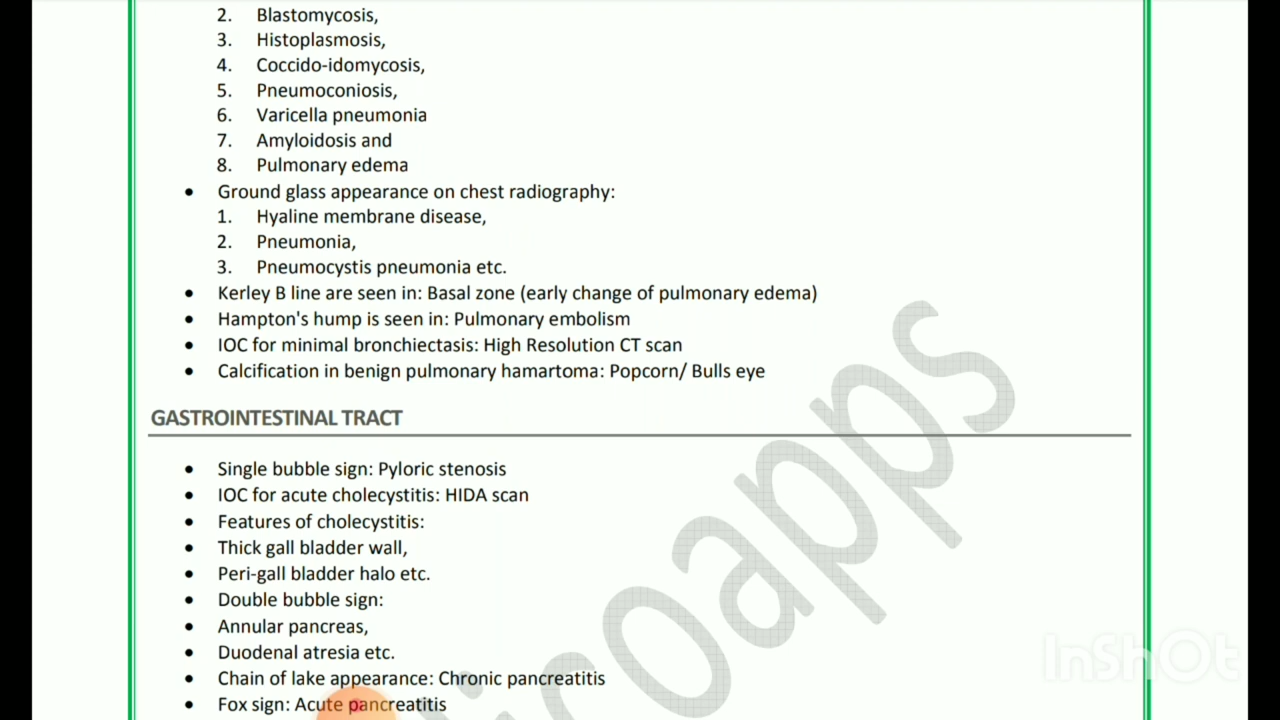 2. Blastomycosis,
3. Histoplasmosis,
4. Coccido-idomycosis,
5. Pneumoconiosis,
6. Varicella pneumonia
7. Amyloidosis and
8. Pulmonary edema
• Ground glass appearance on chest radiography:
1. Hyaline membrane disease,
2. Pneumonia,
3. Pneumocystis pneumonia etc.
• Kerley B line are seen in: Basal zone (early change of pulmonary edema)
• Hampton's hump is seen in: Pulmonary embolism
• IOC for minimal bronchiectasis: High Resolution CT scan
• Calcification in benign pulmonary hamartoma: Popcorn/ Bulls eye
GASTROINTESTINAL TRACT
• Single bubble sign: Pyloric stenosis
• IOC for acute cholecystitis: HIDA scan
• Features of cholecystitis:
• Thick gall bladder wall,
• Peri-gall bladder halo etc.
• Double bubble sign:
• Annular pancreas,
• Duodenal atresia etc.
• Chain of lake appearance: Chronic pancreatitis
• Fox sign: Acute pancreatitis
icoapps
InShOt